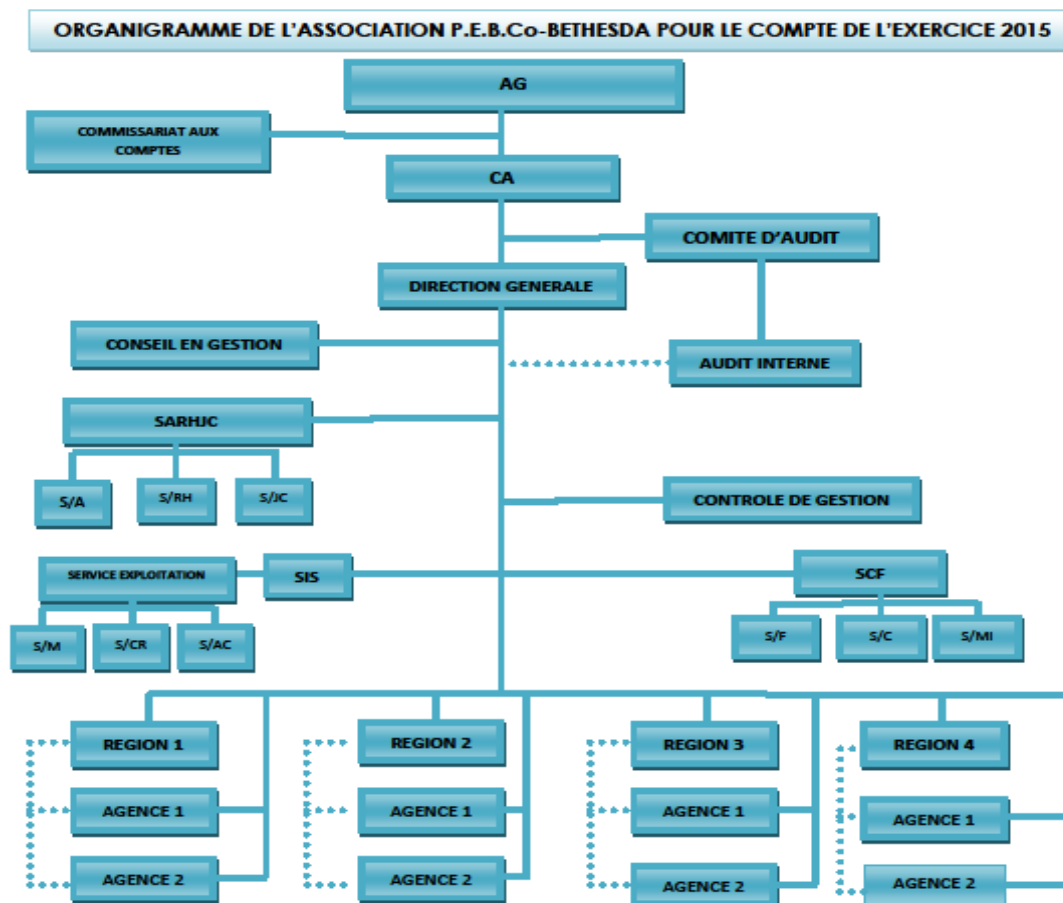 ORGANIGRAMME DE L'ASSOCIATION P.E.B.Co-BETHESDA POUR LE COMPTE DE L'EXERCICE 2015
AG
COMMISSARIAT AUX
COMPTES
CA
COMITE D'AUDIT
DIRECTION GENERALE
CONSEIL EN GESTION
AUDIT INTERNE
SARHJC
S/A
S/RH
S/JC
CONTROLE DE GESTION
SERVICE EXPLOITATION
SIS
SCF
S/M
S/CR
S/AC
S/F
S/C
S/MI
REGION 1
REGION 2
REGION 3
REGION 4
AGENCE 1
AGENCE 1
AGENCE 1
AGENCE 1
AGENCE 2
AGENCE 2
AGENCE 2
AGENCE 2